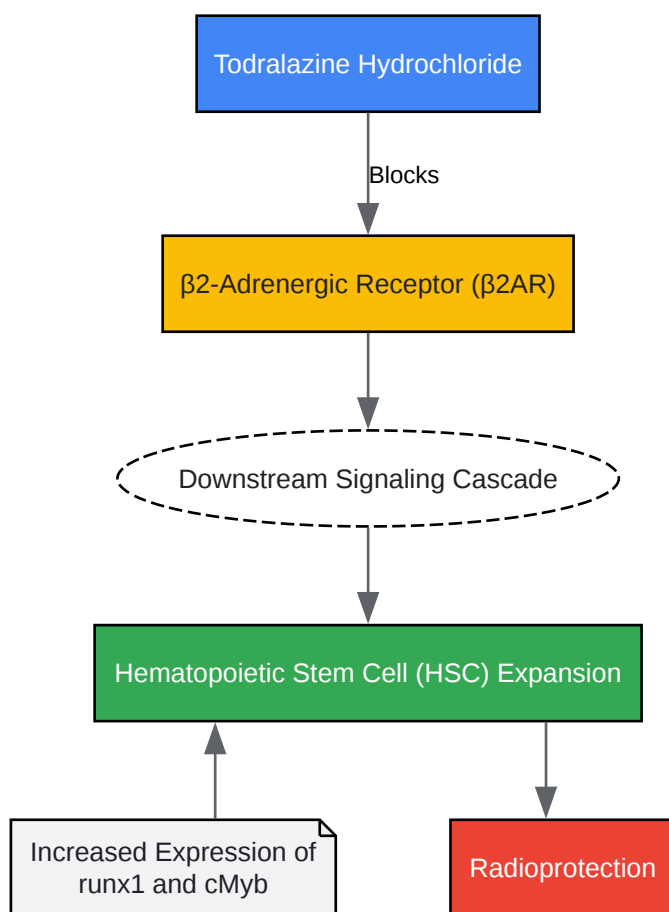 Todralazine Hydrochloride
Blocks
β2-Adrenergic Receptor (β2AR)
Downstream Signaling Cascade
Hematopoietic Stem Cell (HSC) Expansion
Increased Expression of
runx1 and cMyb
Radioprotection